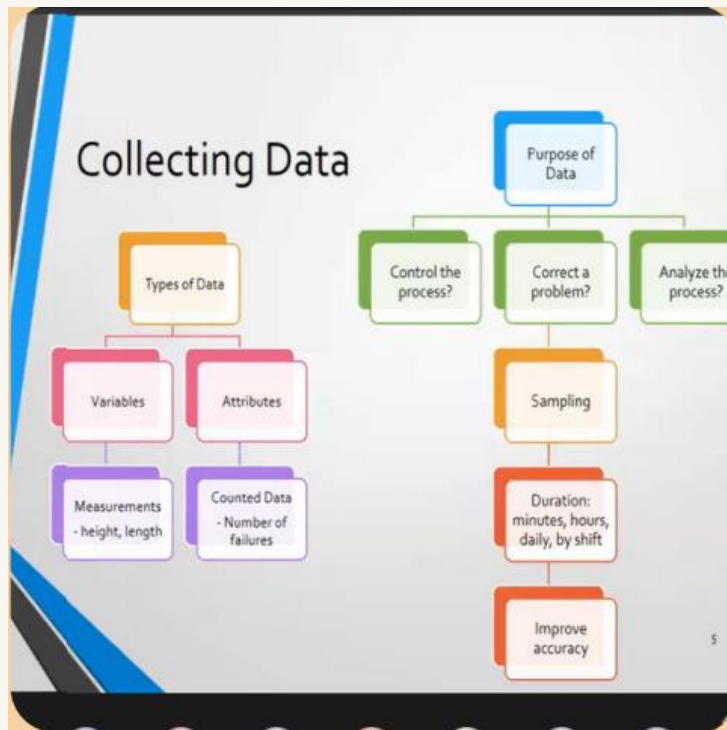 Collecting Data
Types of Data
Variables
Attributes
Measurements
- height, length
Counted Data
- Number of
failures
Purpose of
Data
Control the
process?
Correct a
problem?
Analyze the
process?
Sampling
Duration:
minutes, hours,
daily, by shift
Improve
accuracy
5